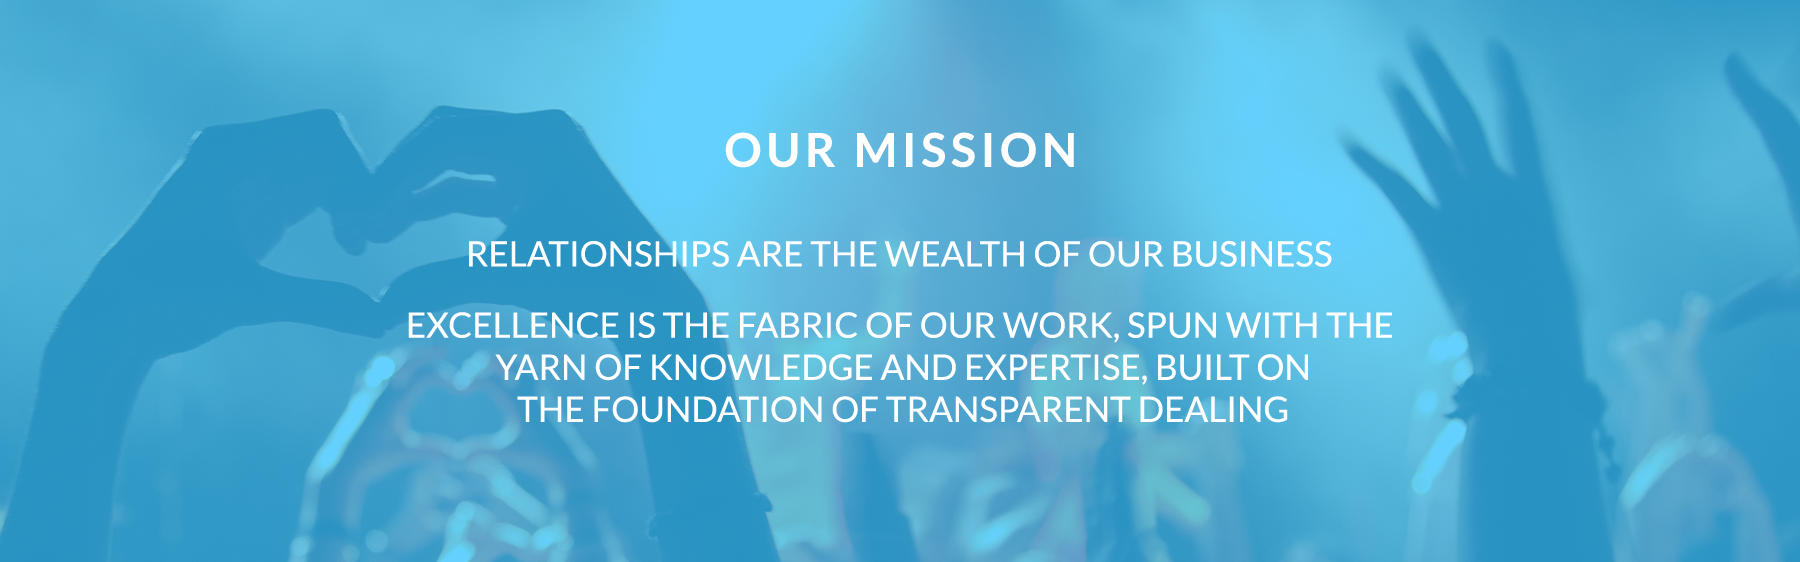 OUR MISSION
RELATIONSHIPS ARE THE WEALTH OF OUR BUSINESS
EXCELLENCE IS THE FABRIC OF OUR WORK, SPUN WITH THE
YARN OF KNOWLEDGE AND EXPERTISE, BUILT ON
THE FOUNDATION OF TRANSPARENT DEALING